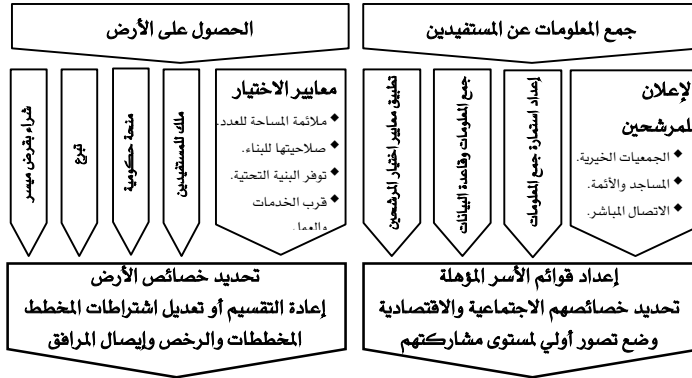 جمع المعلومات عن المستفيدين
لإعلان
للمرشحين
◆ الجمعيات الخيرية.
◆ المساجد والأئمة.
◆ الاتصال المباشر.
إعداد استمارة جمع المعلومات
جمع المعلومات وقاعدة البيانات
تطبيق معايير اختيار المرشحين
إعداد قوائم الأسر المؤهلة
تحديد خصائصهم الاجتماعية والاقتصادية
وضع تصور أولي لمستوى مشاركتهم
الحصول على الأرض
معايير الاختيار
◆ ملائمة المساحة للعدد.
◆ صلاحيتها للبناء.
◆ توفر البنية التحتية.
◆ قرب الخدمات
والعمل.
ملك للمستفيدين
منحة حكومية
تبرع
شراء بقرض ميسر
تحديد خصائص الأرض
إعادة التقسيم أو تعديل اشتراطات المخطط
المخططات والرخص وإيصال المرافق